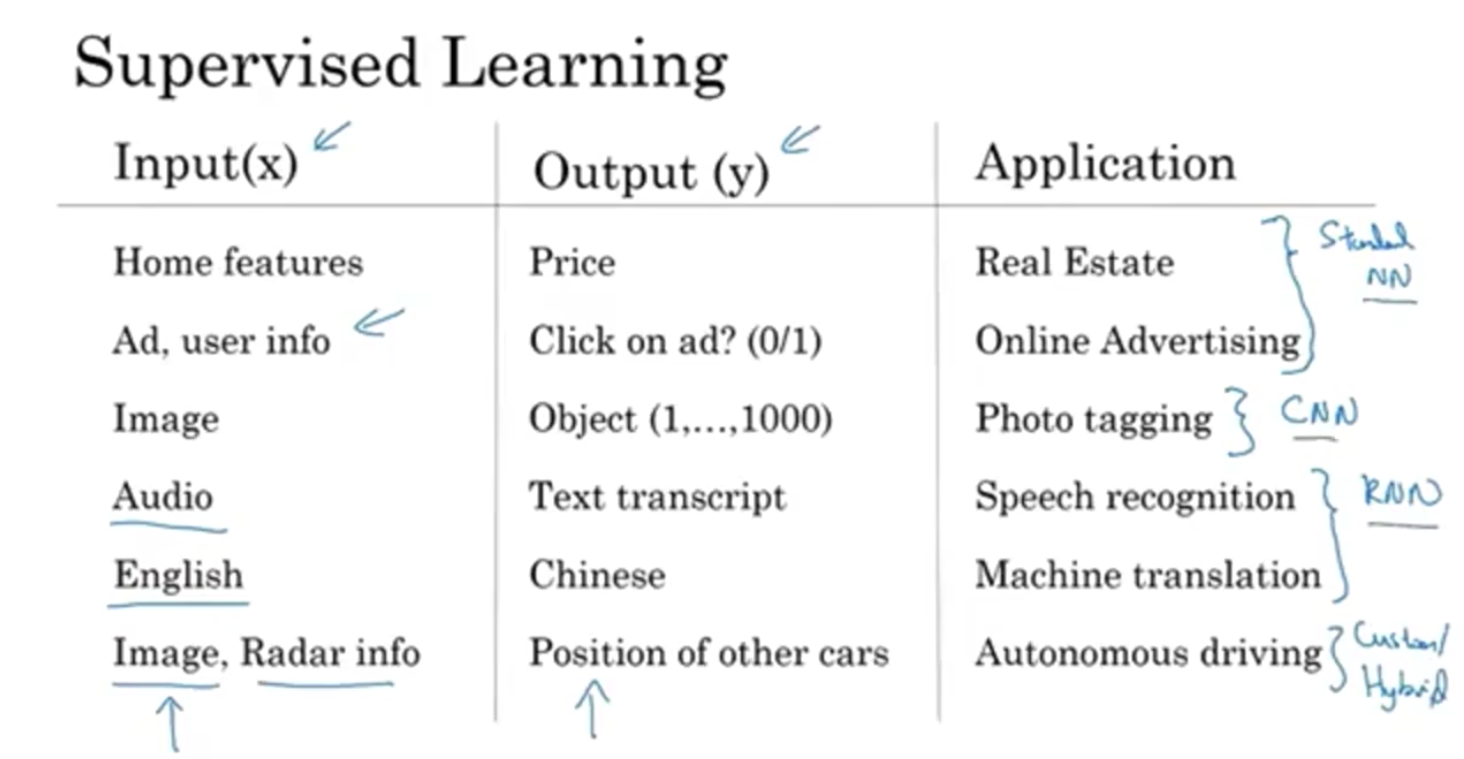 Supervised Learning
Input(x) Output (y) Application
Home features Price Real Estate Standard NN
Ad, user info Click on ad? (0/1) Online Advertising
Image Object (1,...,1000) Photo tagging CNN
Audio Text transcript Speech recognition RNN
English Chinese Machine translation
Image, Radar info Position of other cars Autonomous driving Custom/
Hybrid